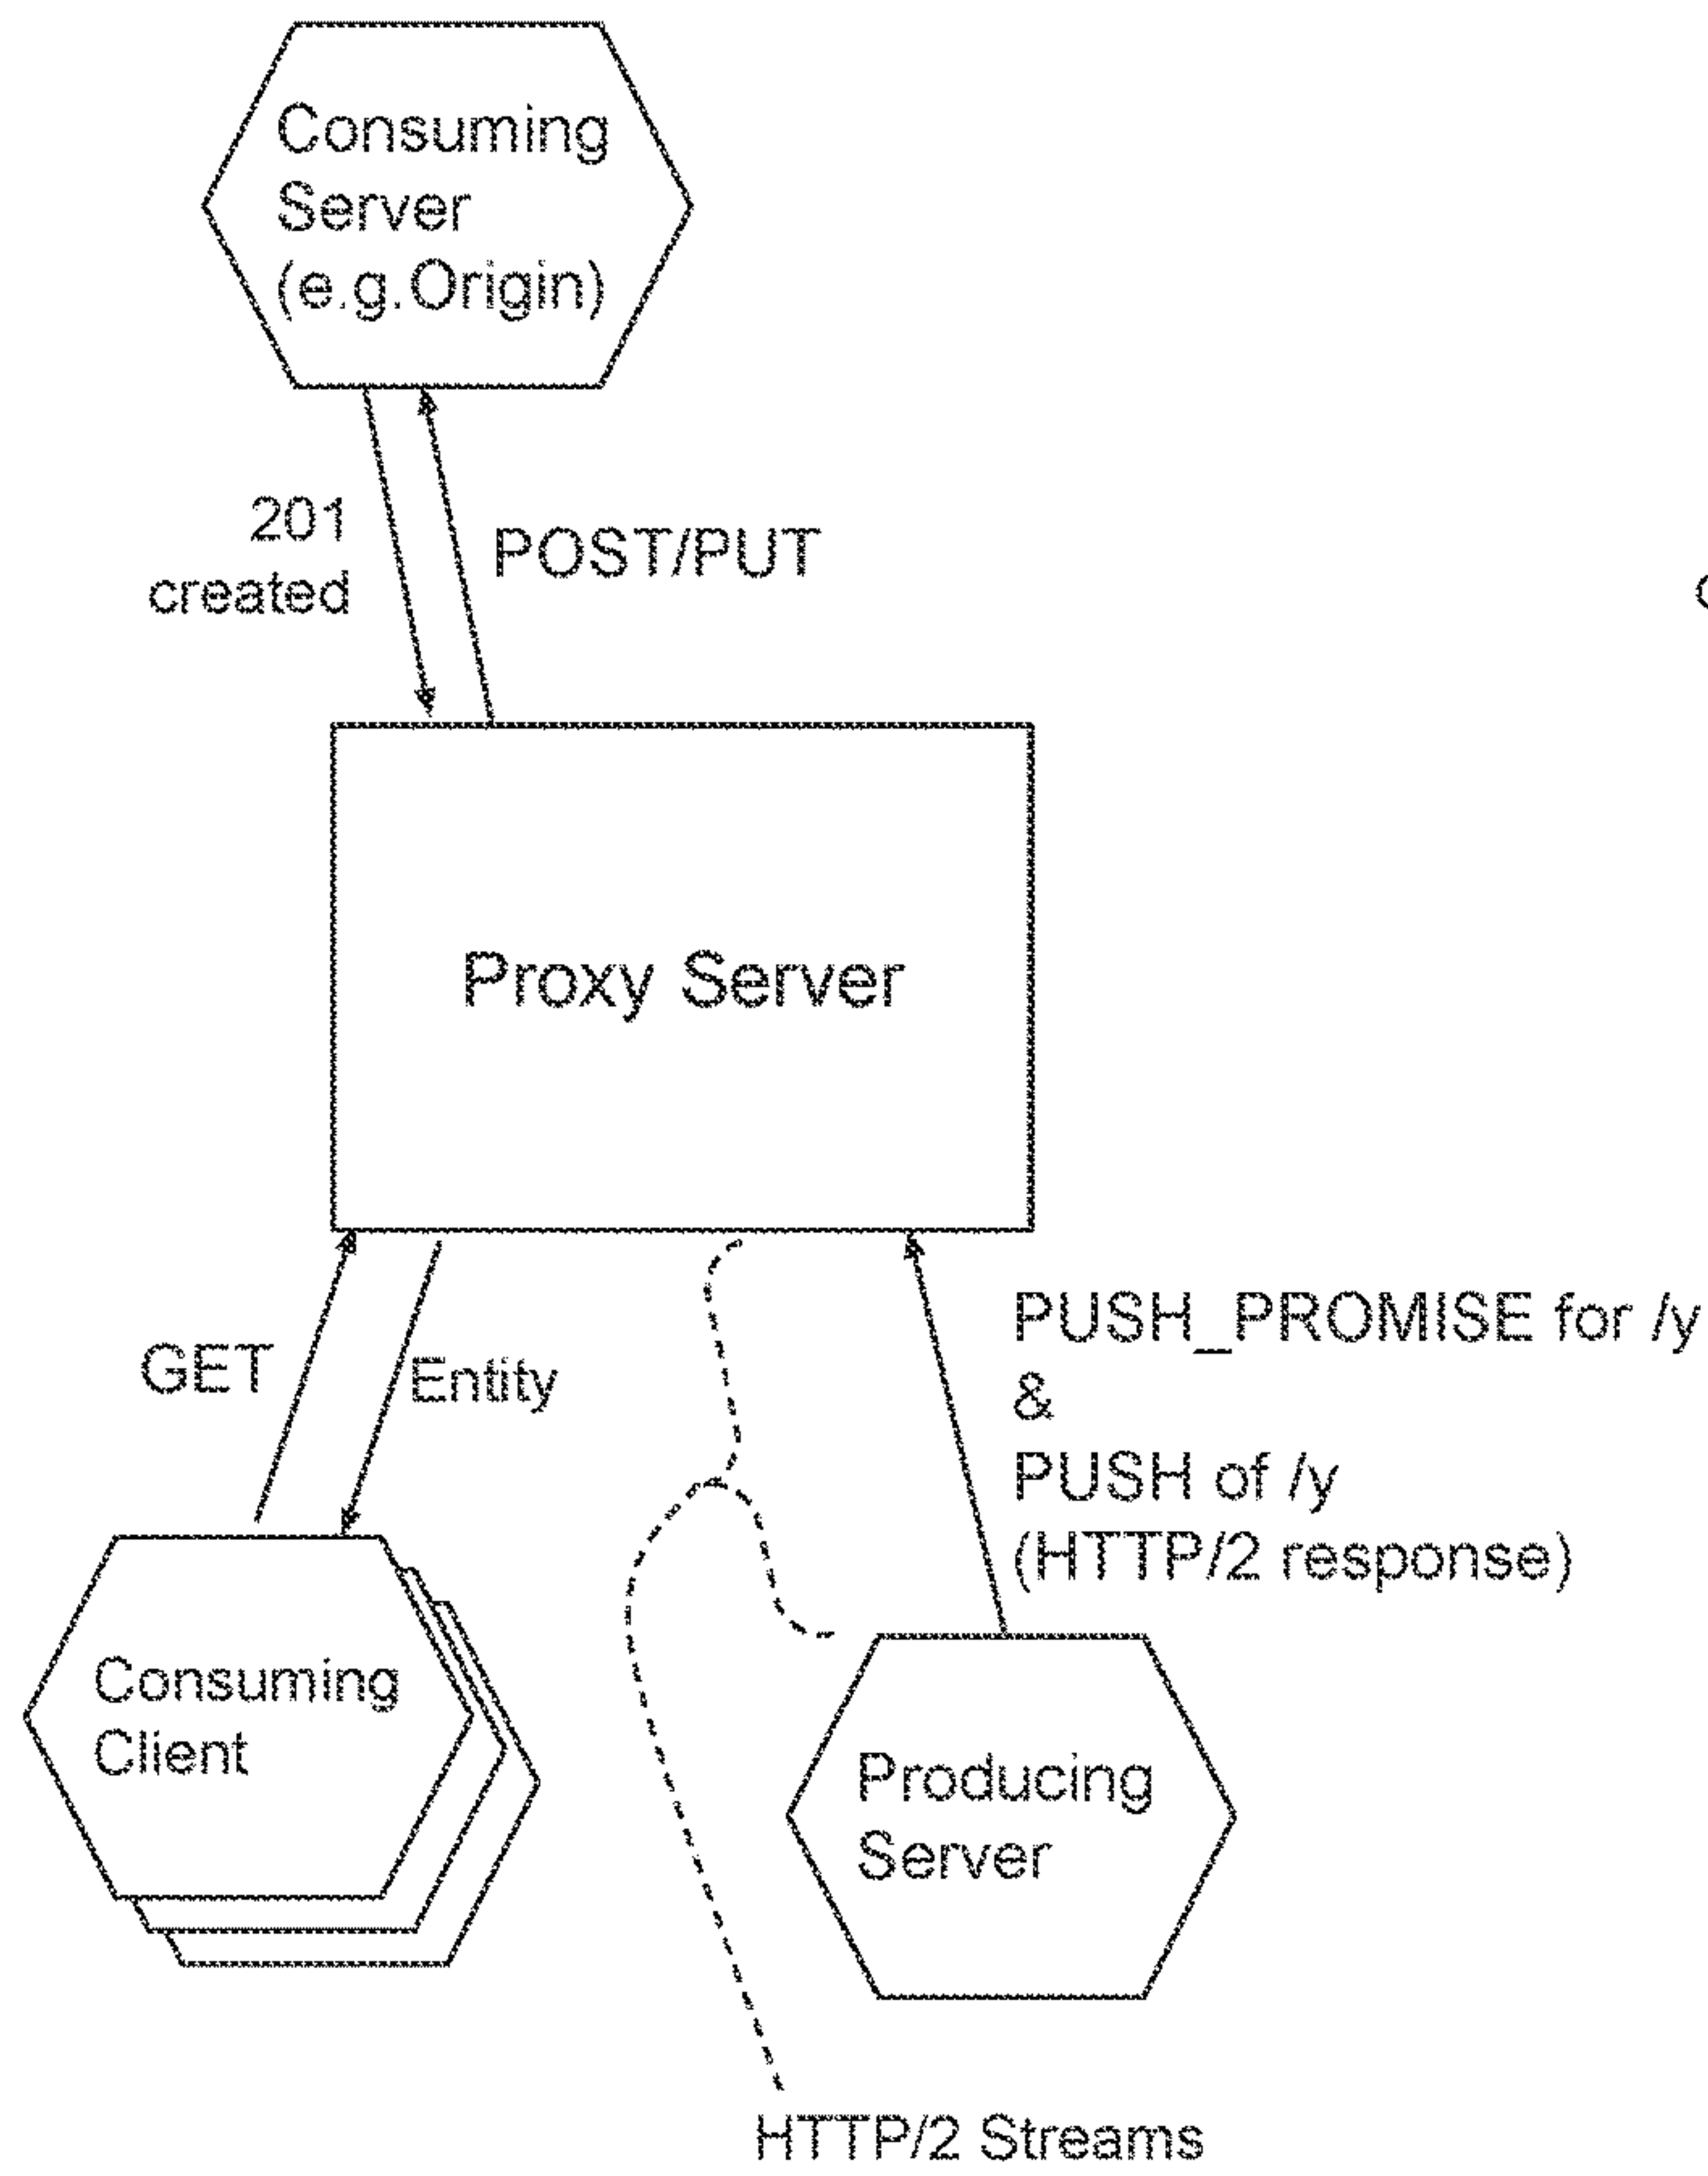 Consuming
Server
(e.g.Origin)
201
created
POST/PUT
Proxy Server
GET
Entity
PUSH_PROMISE for /y
&
PUSH of /y
(HTTP/2 response)
Consuming
Client
Producing
Server
HTTP/2 Streams